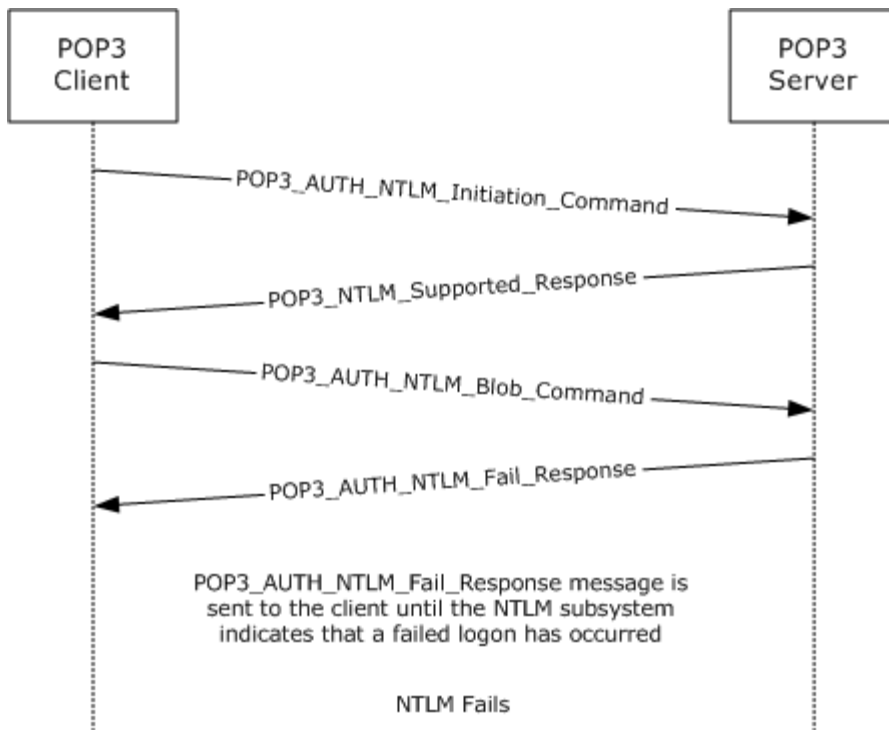 POP3
Client
POP3
Server
POP3_AUTH_NTLM_Initiation_Command
POP3_NTLM_Supported_Response
POP3_AUTH_NTLM_Blob_Command
POP3_AUTH_NTLM_Fail_Response
POP3_AUTH_NTLM_Fail_Response message is
sent to the client until the NTLM subsystem
indicates that a failed logon has occurred
NTLM Fails